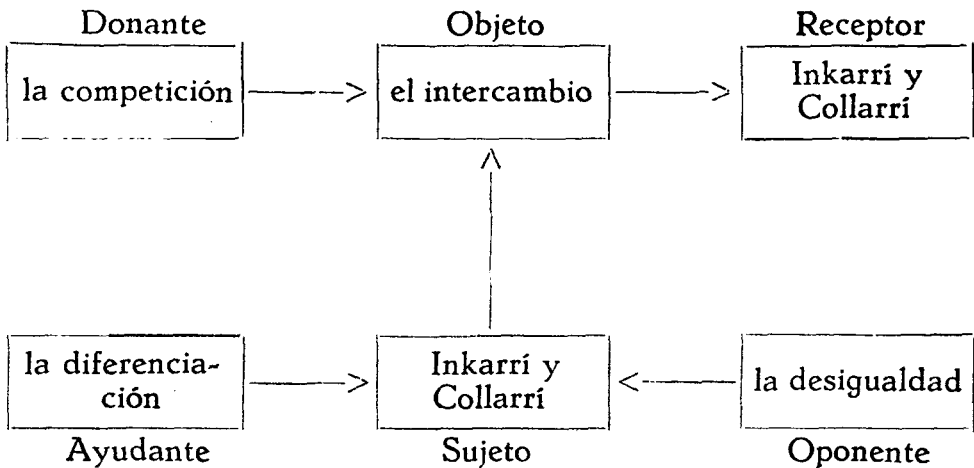 Donante Objeto Receptor
la competición el intercambio Inkarrí y
Collarrí
la diferencia-
ción
Inkarrí y
Collarrí
la desigualdad
Ayudante Sujeto Oponente